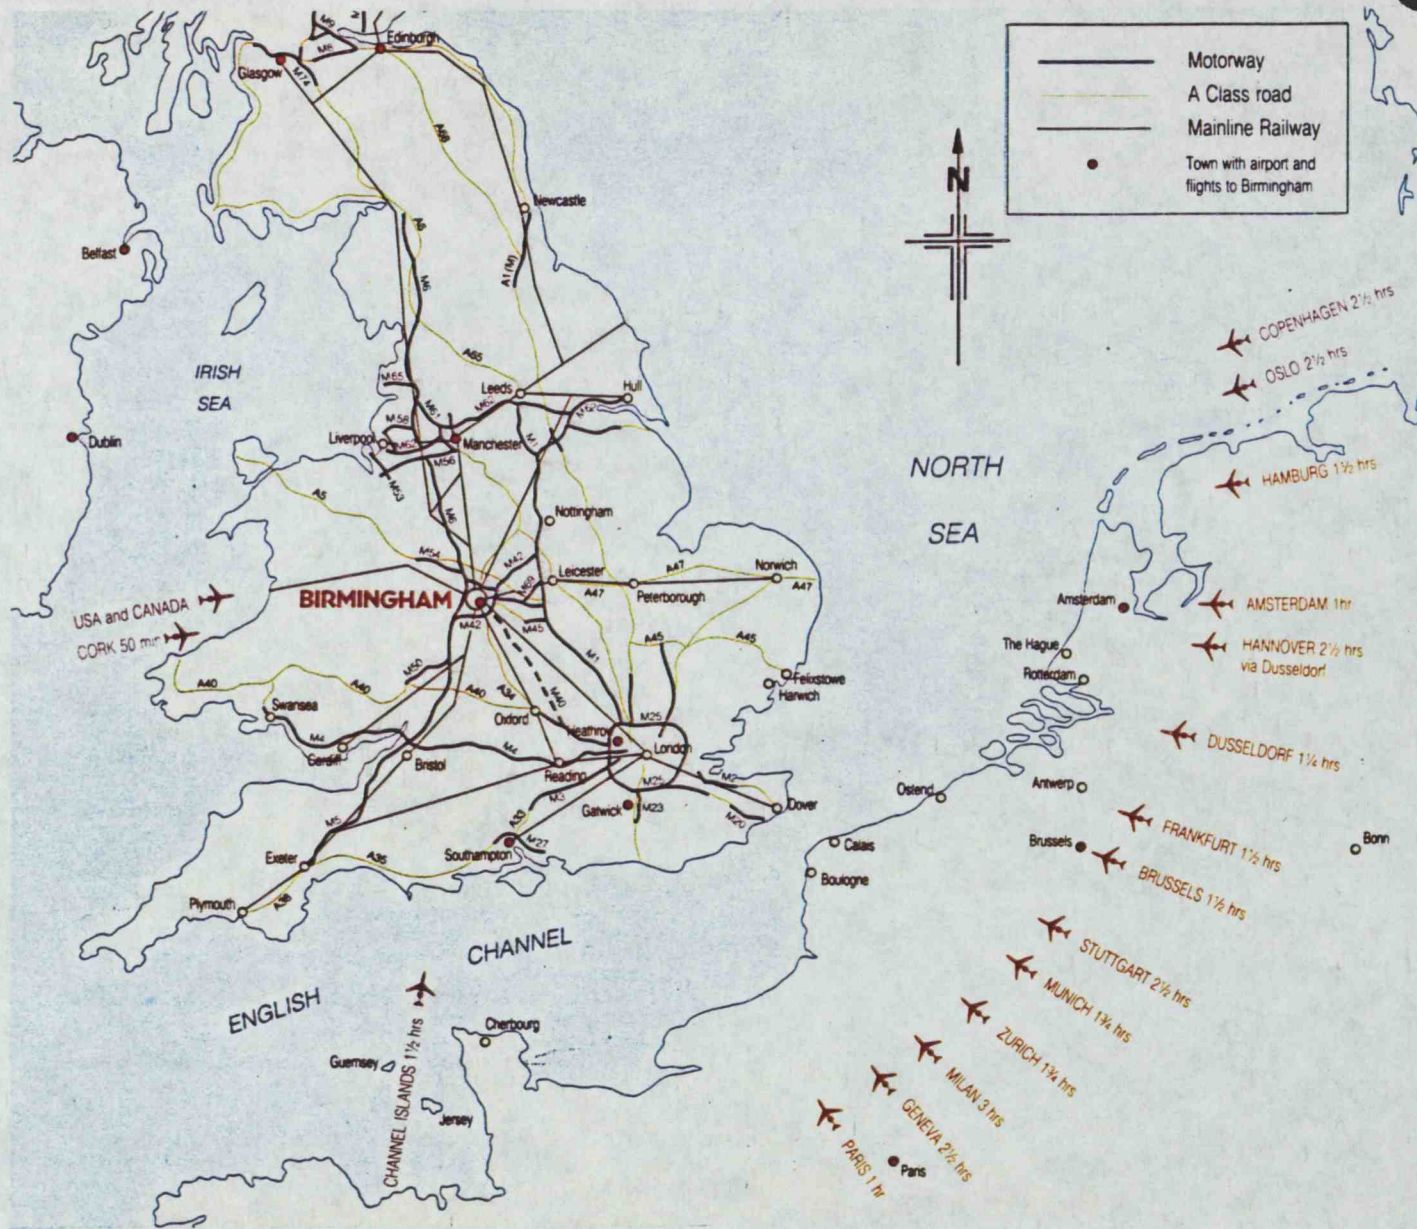 Motorway
A Class road
Mainline Railway
Town with airport and
flights to Birmingham
N
M9
M8
Edinburgh
Glasgow
M74
A68
Newcastle
Belfast
A6
M6
A1(M)
IRISH
SEA
A65
M65
Leeds
Hull
M61
M62
M62
M58
Liverpool
M62
Manchester
M1
Dublin
M56
M53
A5
M6
Nottingham
NORTH
SEA
M54
M42
M69
Leicester
A47
A47
Norwich
A47
Peterborough
BIRMINGHAM
M42
M45
USA and CANADA
CORK 50 min
M50
M1
A45
A45
Felixstowe
Harwich
A40
A40
A40
A34
M40
Swansea
Oxford
Heathrow
M25
London
M4
Cardiff
Bristol
M4
Reading
M3
M25
M2
Gatwick
M23
M20
Dover
M5
A33
Southampton
M27
Exeter
A35
Plymouth
A38
ENGLISH
CHANNEL
CHANNEL ISLANDS 1½ hrs
Cherbourg
Guernsey
Jersey
COPENHAGEN 2½ hrs
OSLO 2½ hrs
HAMBURG 1½ hrs
Amsterdam
AMSTERDAM 1hr
The Hague
Rotterdam
HANNOVER 2½ hrs
via Dusseldorf
DUSSELDORF 1¼ hrs
Ostend
Antwerp
Calais
Boulogne
Brussels
Bonn
FRANKFURT 1½ hrs
BRUSSELS 1½ hrs
STUTTGART 2½ hrs
MUNICH 1¾ hrs
ZURICH 1¾ hrs
MILAN 3 hrs
GENEVA 2½ hrs
PARIS 1 hr
Paris